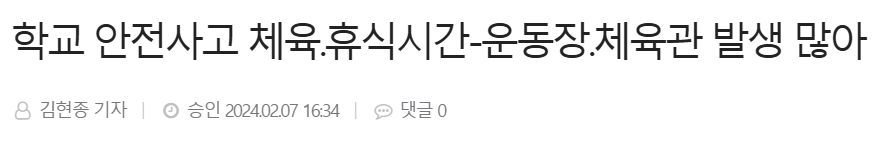 학교 안전사고 체육.휴식시간-운동장.체육관 발생 많아
김현종 기자 | 승인 2024.02.07 16:34 | 댓글 0